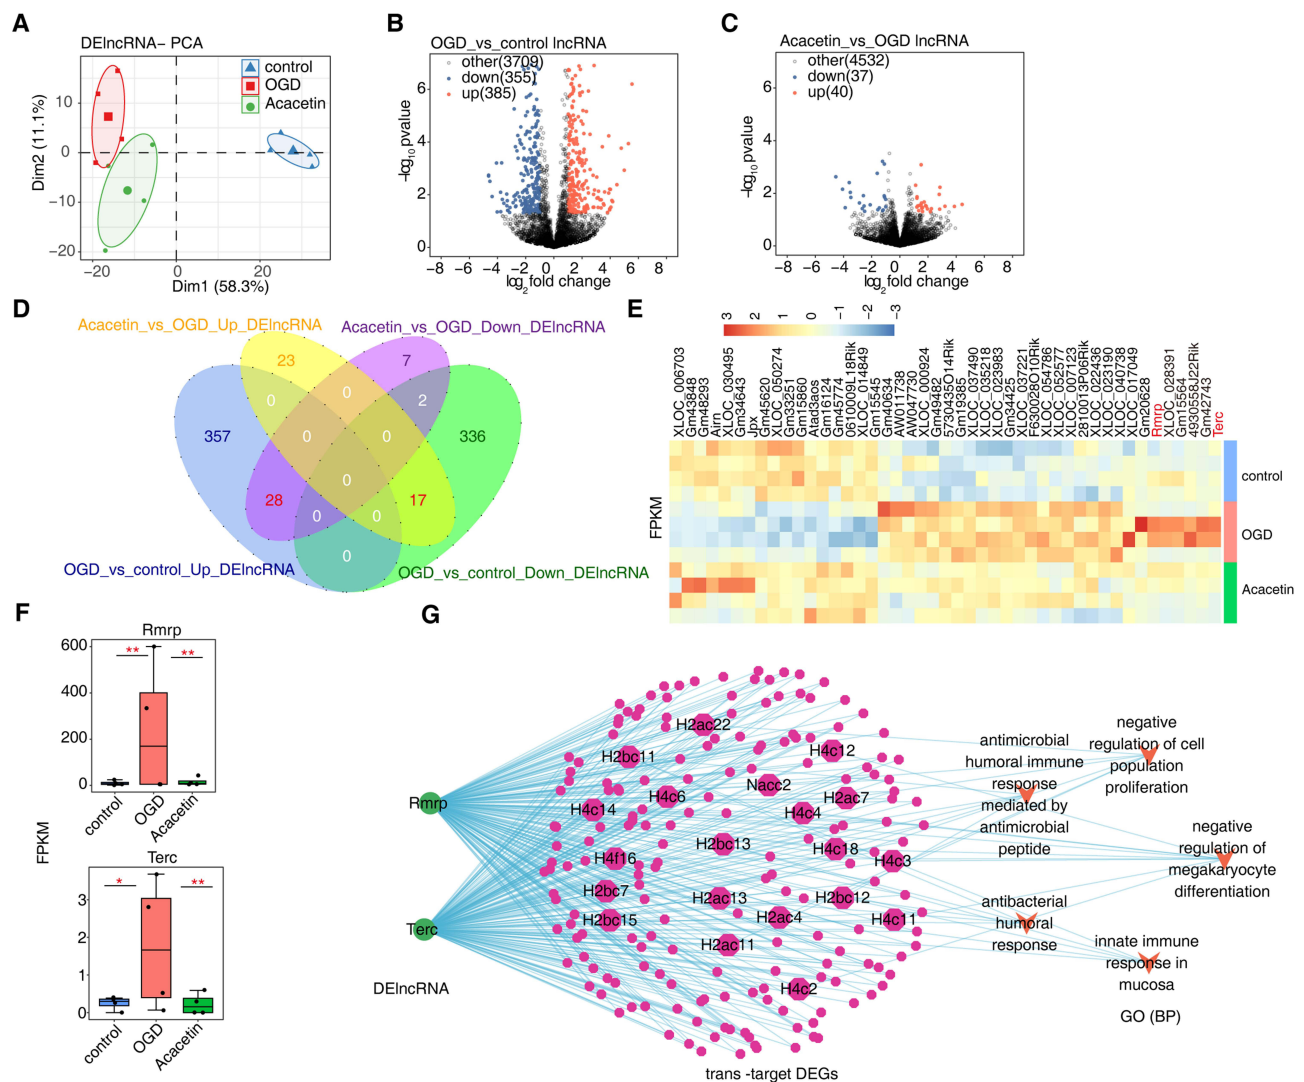 A
DElncRNA- PCA
control
OGD
Acacetin
10
0
-10
-20
Dim2 (11.1%)
-20
0
20
Dim1 (58.3%)
B
OGD_vs_control lncRNA
other(3709)
down(355)
up(385)
6
4
2
0
-log10 pvalue
-8 -6 -4 -2 0 2 4 6 8
log2 fold change
C
Acacetin_vs_OGD lncRNA
other(4532)
down(37)
up(40)
6
4
2
0
-log10 pvalue
-8 -6 -4 -2 0 2 4 6 8
log2 fold change
D
Acacetin_vs_OGD_Up_DElncRNA
Acacetin_vs_OGD_Down_DElncRNA
23
7
0
0
2
357
0
0
336
0
28
17
0
0
0
OGD_vs_control_Up_DElncRNA
OGD_vs_control_Down_DElncRNA
E
3 2 1 0 -1 -2 -3
XLOC_006703
Gm43848
Gm48293
Airn
XLOC_030495
Gm34643
Jpx
Gm45620
XLOC_050274
Gm33251
Gm15860
Atad3aos
Gm16124
Gm45774
0610009L18Rik
XLOC_014849
Gm15545
Gm40634
AW011738
AW047730
XLOC_000924
Gm49482
5730435O14Rik
Gm19385
XLOC_037490
XLOC_035218
XLOC_023983
Gm34425
XLOC_037221
F630028O10Rik
XLOC_054786
XLOC_052577
XLOC_007123
2810013P06Rik
XLOC_022436
XLOC_023190
XLOC_040738
XLOC_017049
Gm20628
Rmrp
XLOC_028391
Gm15564
4930558J22Rik
Gm42743
Terc
FPKM
control
OGD
Acacetin
F
Rmrp
600
400
200
0
**
**
control
OGD
Acacetin
FPKM
Terc
3
2
1
0
*
**
control
OGD
Acacetin
G
Rmrp
Terc
DElncRNA
H2ac22
H2bc11
H4c12
Nacc2
H4c6
H2ac7
H4c14
H4c4
H2bc13
H4c18
H4f16
H4c3
H2bc7
H2ac13
H2bc12
H2bc15
H2ac4
H4c11
H2ac11
H4c2
trans -target DEGs
antimicrobial
humoral immune
response
mediated by
antimicrobial
peptide
negative
regulation of cell
population
proliferation
negative
regulation of
megakaryocyte
differentiation
antibacterial
humoral
response
innate immune
response in
mucosa
GO (BP)